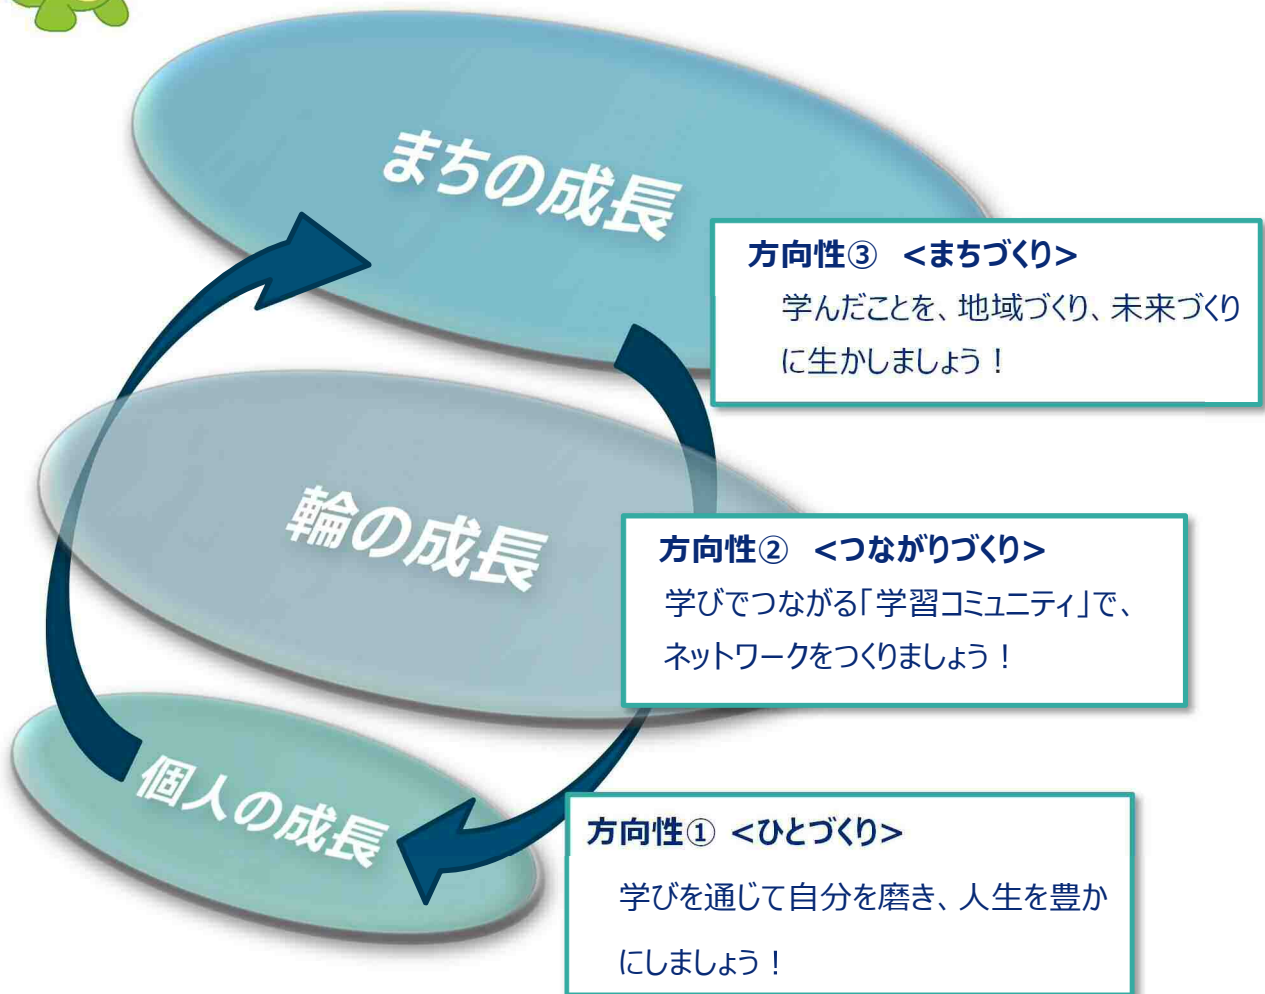 まちの成長
方向性③ <まちづくり>
学んだことを、地域づくり、未来づくり
に生かしましょう！
輪の成長
方向性② <つながりづくり>
学びでつながる「学習コミュニティ」で、
ネットワークをつくりましょう！
個人の成長
方向性① <ひとづくり>
学びを通じて自分を磨き、人生を豊か
にしましょう！